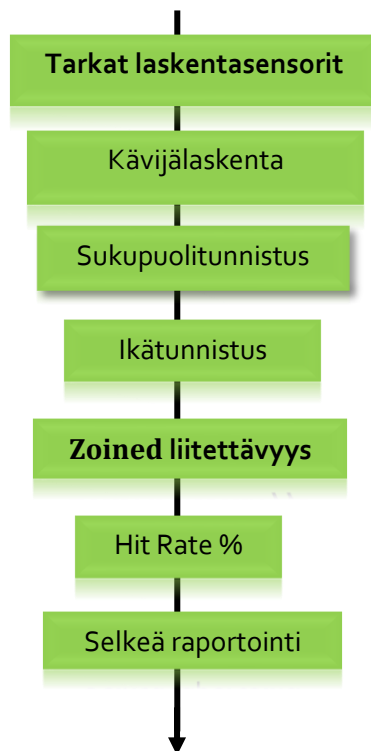 Tarkat laskentasensorit
Kävijälaskenta
Sukupuolitunnistus
Ikätunnistus
Zoined liitettävyys
Hit Rate %
Selkeä raportointi